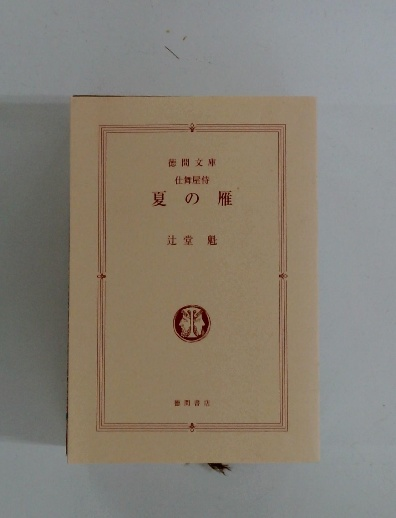 徳間文庫
仕舞屋侍
夏の雁
辻堂 魁
徳間書店